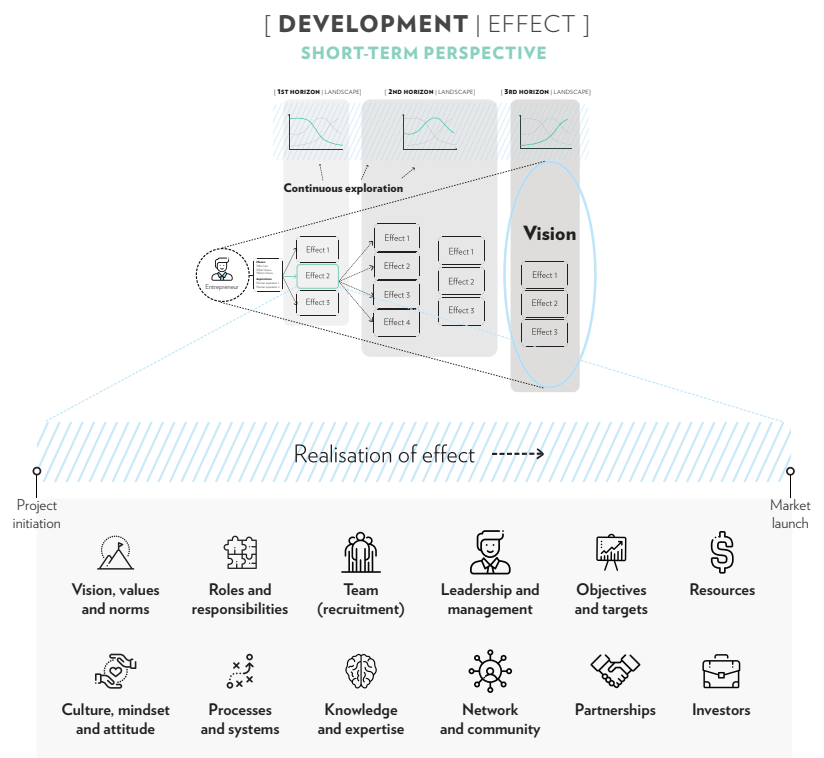 [ DEVELOPMENT | EFFECT ]
SHORT-TERM PERSPECTIVE
[ 1ST HORIZON | LANDSCAPE]
[ 2ND HORIZON | LANDSCAPE]
[ 3RD HORIZON | LANDSCAPE]
Continuous exploration
Vision
Entrepreneur
Effect 1
Effect 2
Effect 3
Effect 1
Effect 2
Effect 3
Effect 4
Effect 1
Effect 2
Effect 3
Effect 1
Effect 2
Effect 3
Realisation of effect
Project
initiation
Market
launch
Vision, values
and norms
Roles and
responsibilities
Team
(recruitment)
Leadership and
management
Objectives
and targets
Resources
Culture, mindset
and attitude
Processes
and systems
Knowledge
and expertise
Network
and community
Partnerships
Investors